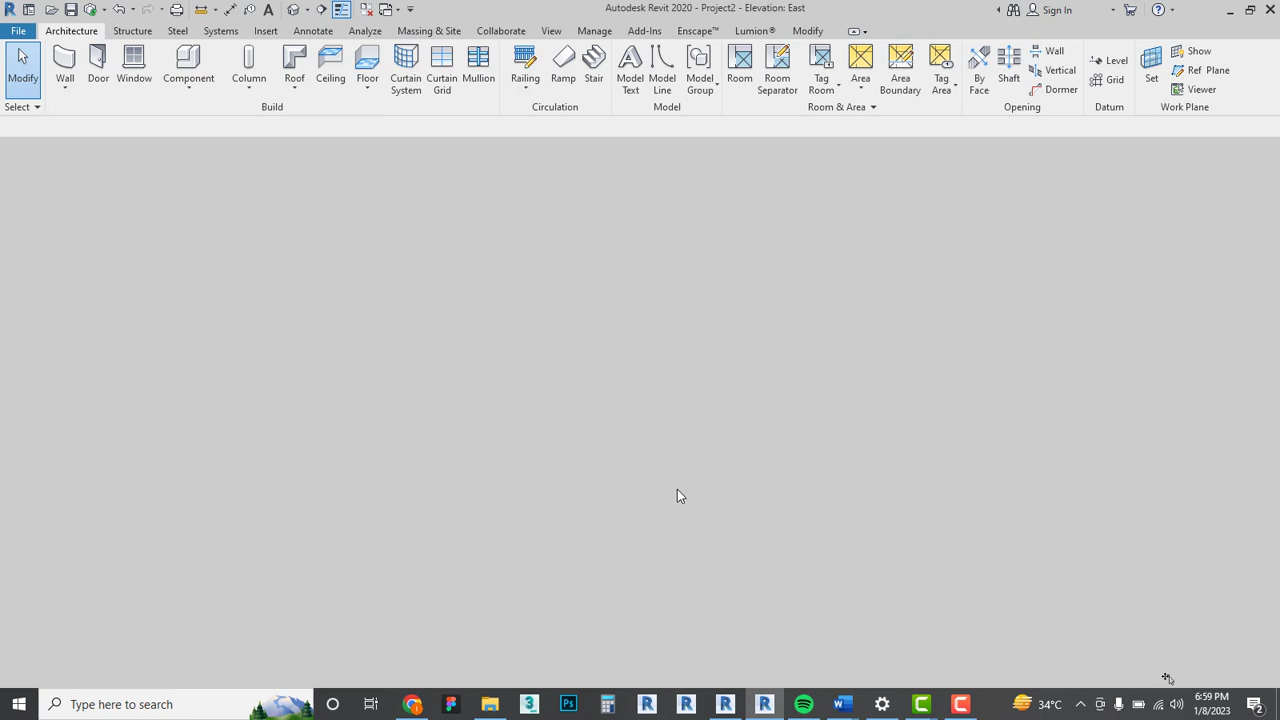 Autodesk Revit 2020 - Project2 - Elevation: East
Sign In
File Architecture Structure Steel Systems Insert Annotate Analyze Massing & Site Collaborate View Manage Add-Ins Enscape™ Lumion® Modify
Modify
Wall
Door
Window
Component
Column
Roof
Ceiling
Floor
Curtain System
Curtain Grid
Mullion
Railing
Ramp
Stair
Model Text
Model Line
Model Group
Room
Room Separator
Tag Room
Area
Area Boundary
Tag Area
By Face
Shaft
Wall
Vertical
Dormer
Level
Grid
Set
Show
Ref Plane
Viewer
Select Build Circulation Model Room & Area Opening Datum Work Plane
Type here to search
34°C
6:59 PM
1/8/2023
2